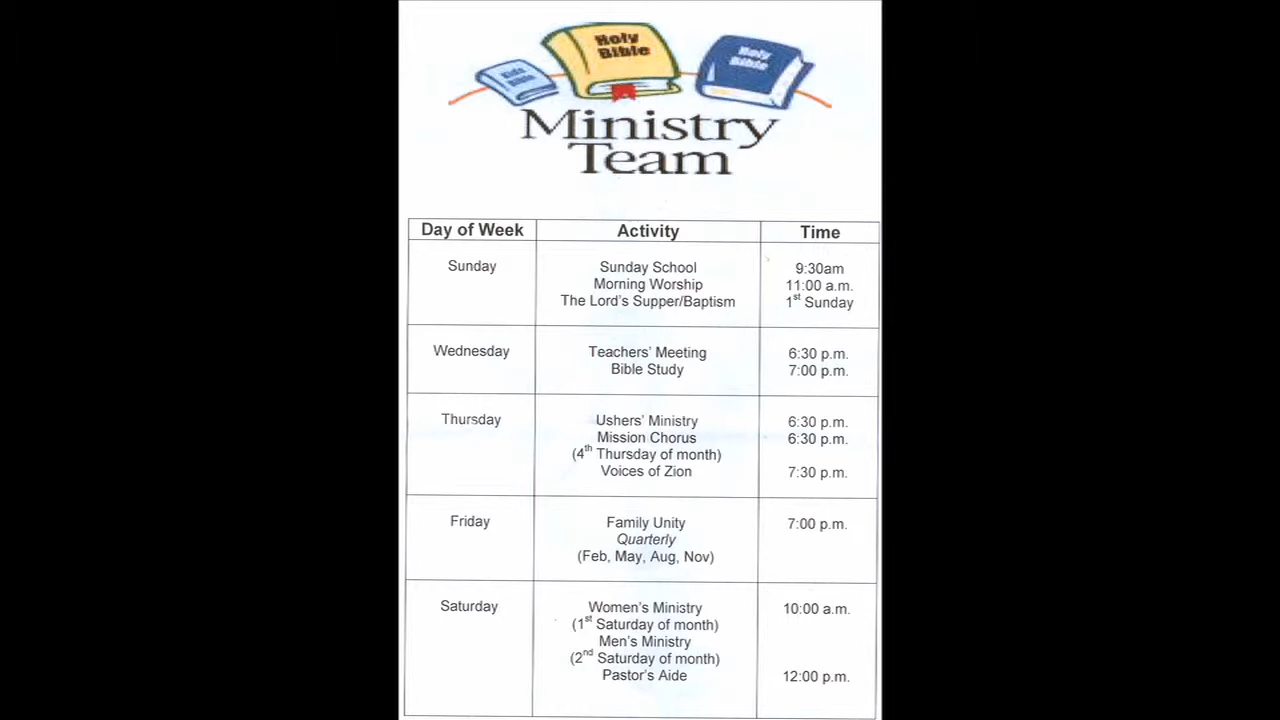 Kids
Bible
Holy
Bible
Holy
Bible
Ministry
Team
Day of Week Activity Time
Sunday Sunday School 9:30am
Morning Worship 11:00 a.m.
The Lord's Supper/Baptism 1st Sunday
Wednesday Teachers' Meeting 6:30 p.m.
Bible Study 7:00 p.m.
Thursday Ushers' Ministry 6:30 p.m.
Mission Chorus 6:30 p.m.
(4th Thursday of month)
Voices of Zion 7:30 p.m.
Friday Family Unity 7:00 p.m.
Quarterly
(Feb, May, Aug, Nov)
Saturday Women's Ministry 10:00 a.m.
(1st Saturday of month)
Men's Ministry
(2nd Saturday of month)
Pastor's Aide 12:00 p.m.